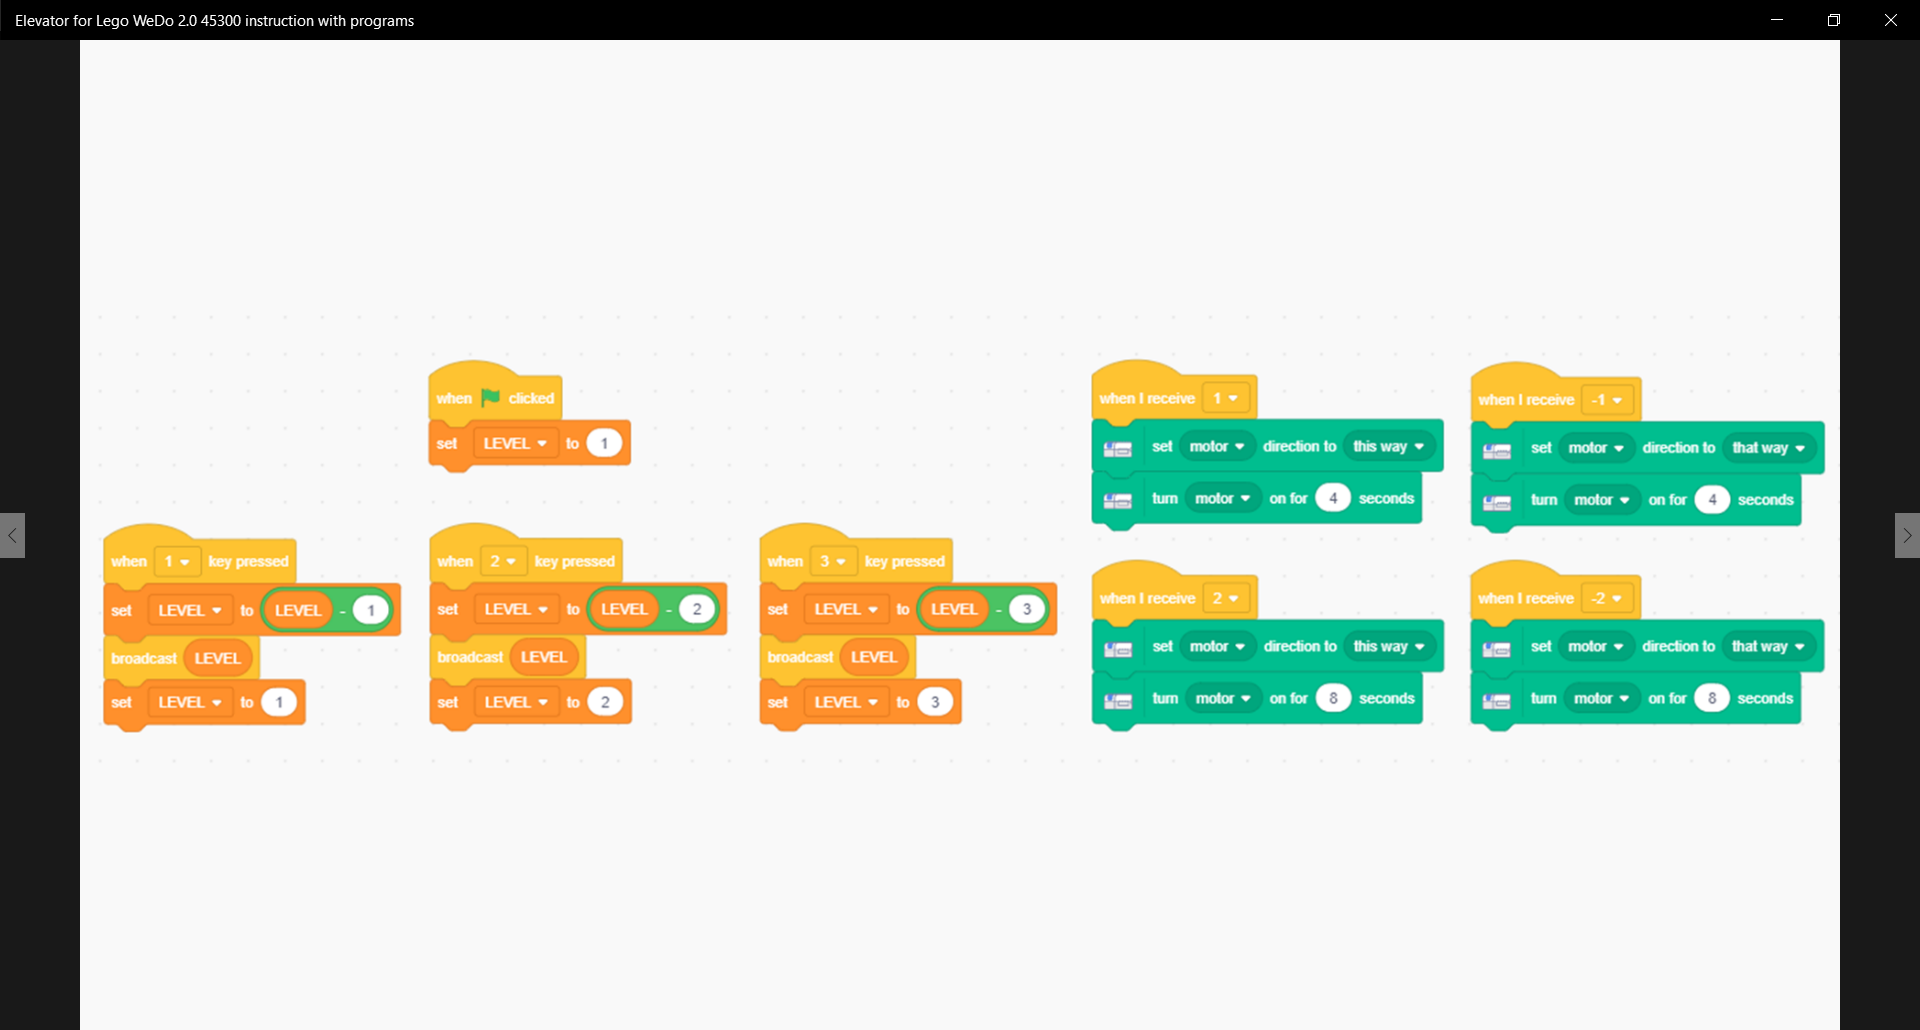 Elevator for Lego WeDo 2.0 45300 instruction with programs
when clicked
set LEVEL to 1
when 1 key pressed
set LEVEL to LEVEL - 1
broadcast LEVEL
set LEVEL to 1
when 2 key pressed
set LEVEL to LEVEL - 2
broadcast LEVEL
set LEVEL to 2
when 3 key pressed
set LEVEL to LEVEL - 3
broadcast LEVEL
set LEVEL to 3
when I receive 1
set motor direction to this way
turn motor on for 4 seconds
when I receive -1
set motor direction to that way
turn motor on for 4 seconds
when I receive 2
set motor direction to this way
turn motor on for 8 seconds
when I receive -2
set motor direction to that way
turn motor on for 8 seconds